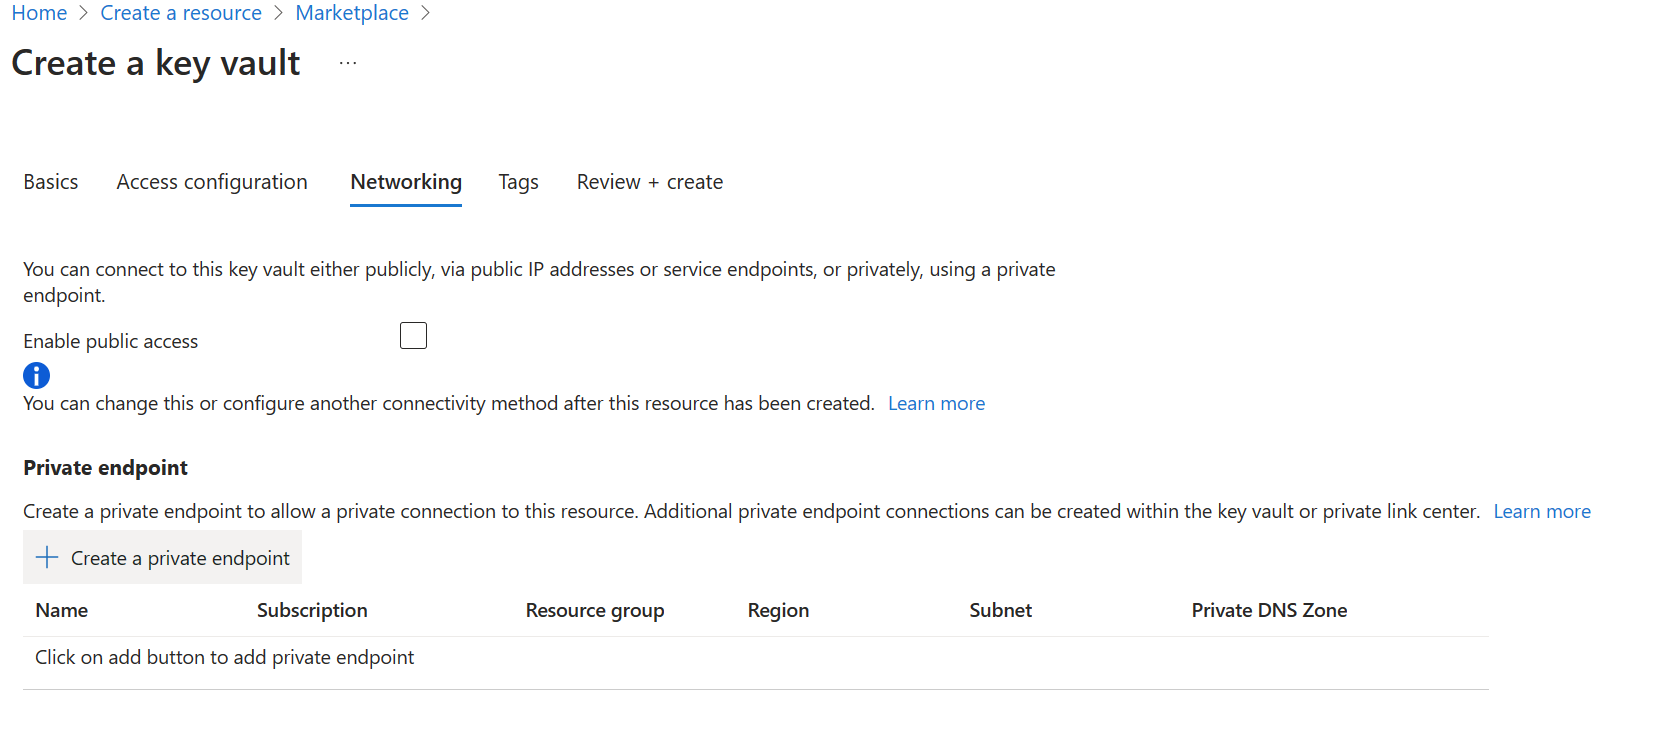 Home > Create a resource > Marketplace >
Create a key vault ...
Basics Access configuration Networking Tags Review + create
You can connect to this key vault either publicly, via public IP addresses or service endpoints, or privately, using a private
endpoint.
Enable public access
You can change this or configure another connectivity method after this resource has been created. Learn more
Private endpoint
Create a private endpoint to allow a private connection to this resource. Additional private endpoint connections can be created within the key vault or private link center. Learn more
+ Create a private endpoint
Name Subscription Resource group Region Subnet Private DNS Zone
Click on add button to add private endpoint